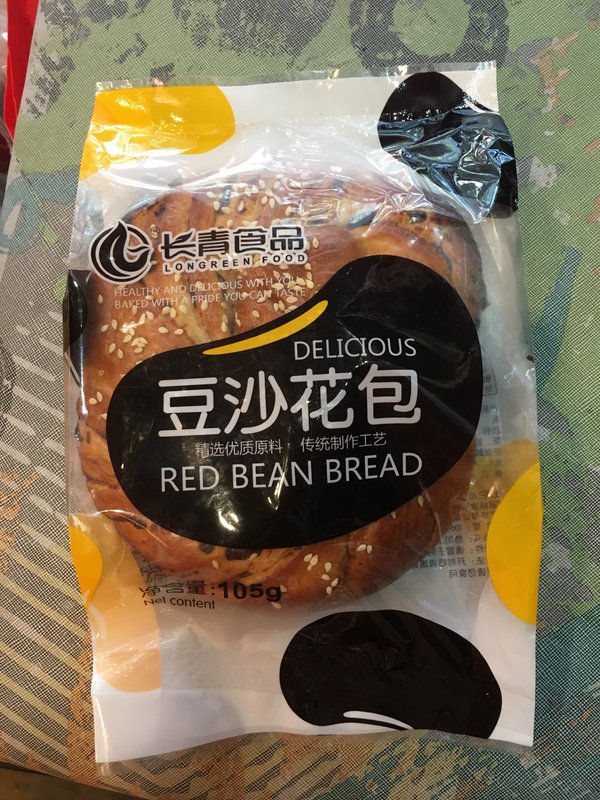 长青食品
LONGREEN FOOD
HEALTHY AND DELICIOUS WITH YOU
BAKED WITH A PRIDE YOU CAN TASTE
DELICIOUS
豆沙花包
精选优质原料，传统制作工艺
RED BEAN BREAD
净含量:105g
Net content